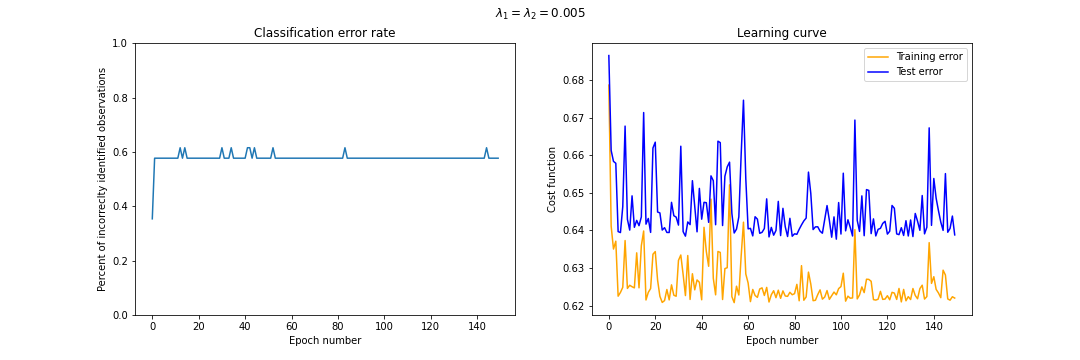 λ₁ = λ₂ = 0.005
Classification error rate
Percent of incorreclty identified observations
1.0
0.8
0.6
0.4
0.2
0.0
0 20 40 60 80 100 120 140
Epoch number
Learning curve
Training error
Test error
Cost function
0.68
0.67
0.66
0.65
0.64
0.63
0.62
0 20 40 60 80 100 120 140
Epoch number